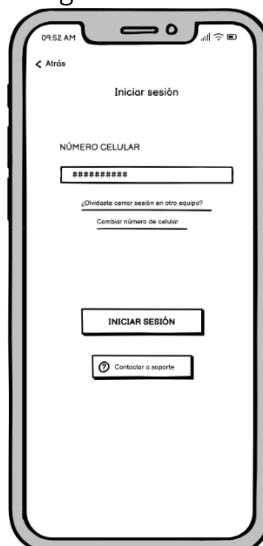 09:52 AM
Atrás
Iniciar sesión
NÚMERO CELULAR
##########
¿Olvidaste cerrar sesión en otro equipo?
Cambiar número de celular
INICIAR SESIÓN
? Contactar a soporte